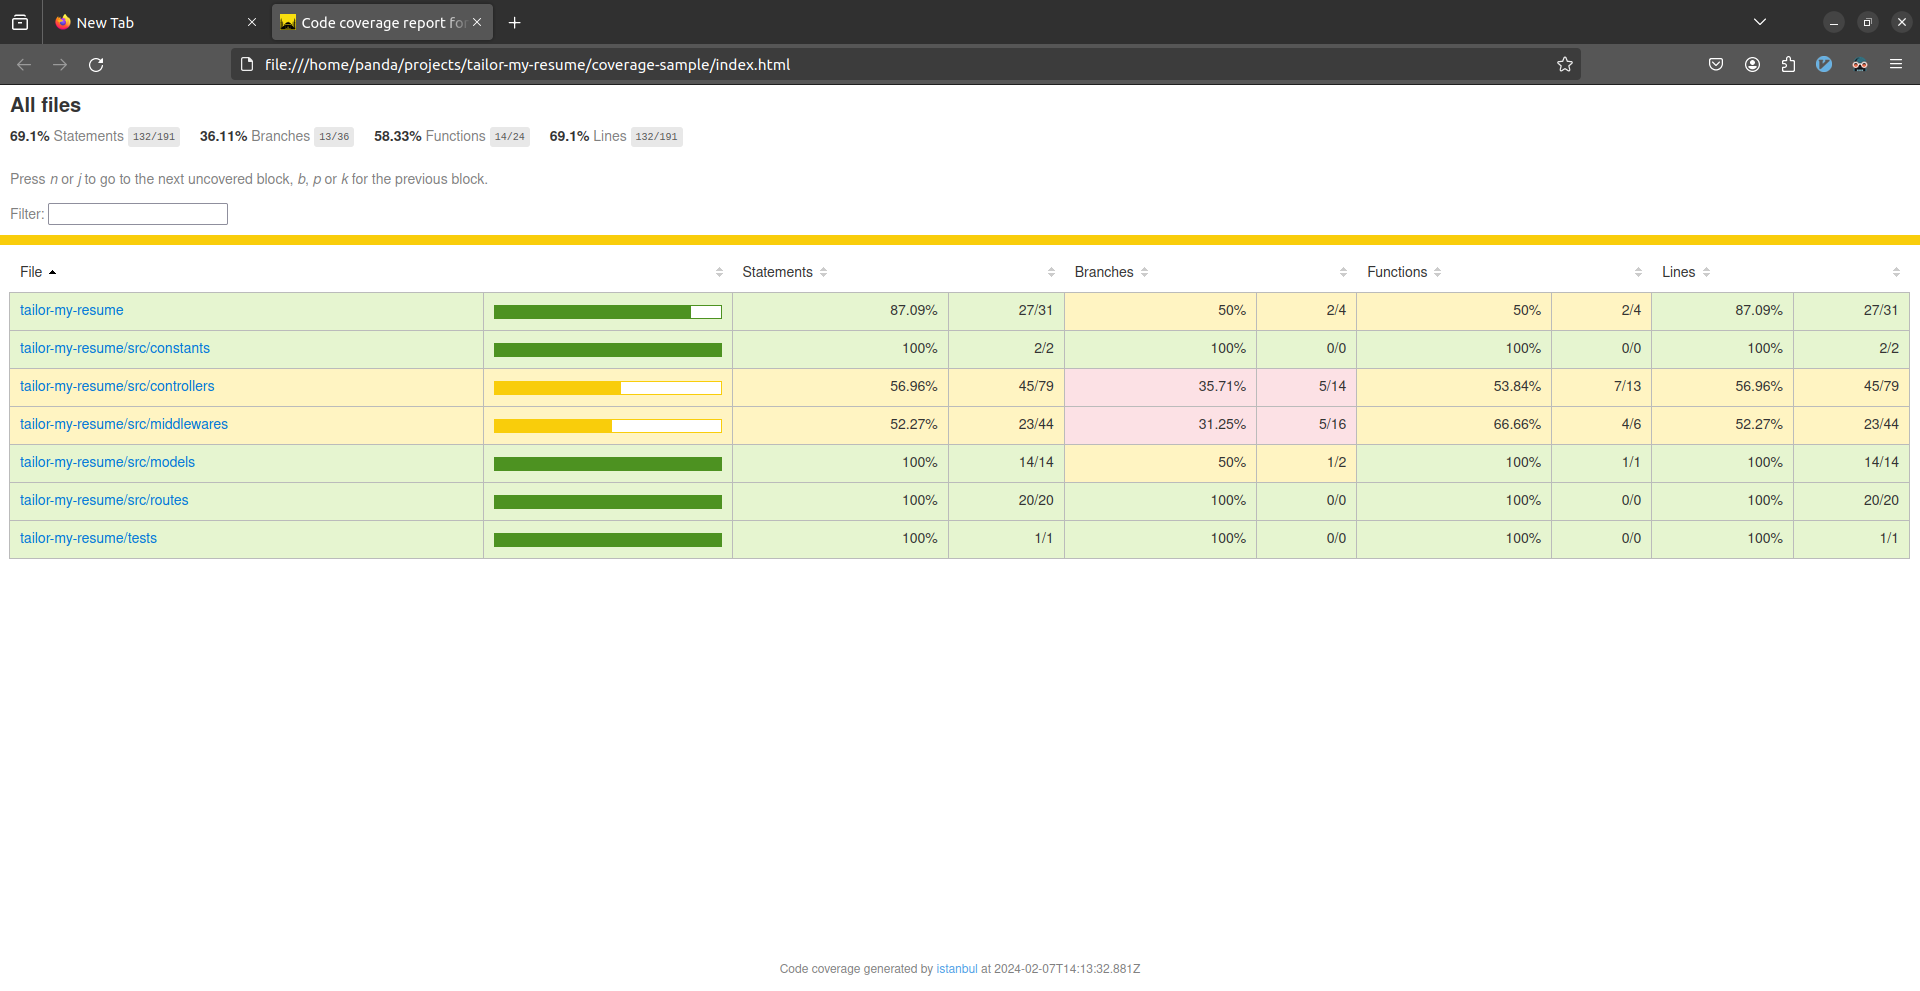 New Tab
Code coverage report fo
file:///home/panda/projects/tailor-my-resume/coverage-sample/index.html
All files
69.1% Statements 132/191 36.11% Branches 13/36 58.33% Functions 14/24 69.1% Lines 132/191
Press n or j to go to the next uncovered block, b, p or k for the previous block.
Filter:
File Statements Branches Functions Lines
tailor-my-resume 87.09% 27/31 50% 2/4 50% 2/4 87.09% 27/31
tailor-my-resume/src/constants 100% 2/2 100% 0/0 100% 0/0 100% 2/2
tailor-my-resume/src/controllers 56.96% 45/79 35.71% 5/14 53.84% 7/13 56.96% 45/79
tailor-my-resume/src/middlewares 52.27% 23/44 31.25% 5/16 66.66% 4/6 52.27% 23/44
tailor-my-resume/src/models 100% 14/14 50% 1/2 100% 1/1 100% 14/14
tailor-my-resume/src/routes 100% 20/20 100% 0/0 100% 0/0 100% 20/20
tailor-my-resume/tests 100% 1/1 100% 0/0 100% 0/0 100% 1/1
Code coverage generated by istanbul at 2024-02-07T14:13:32.881Z